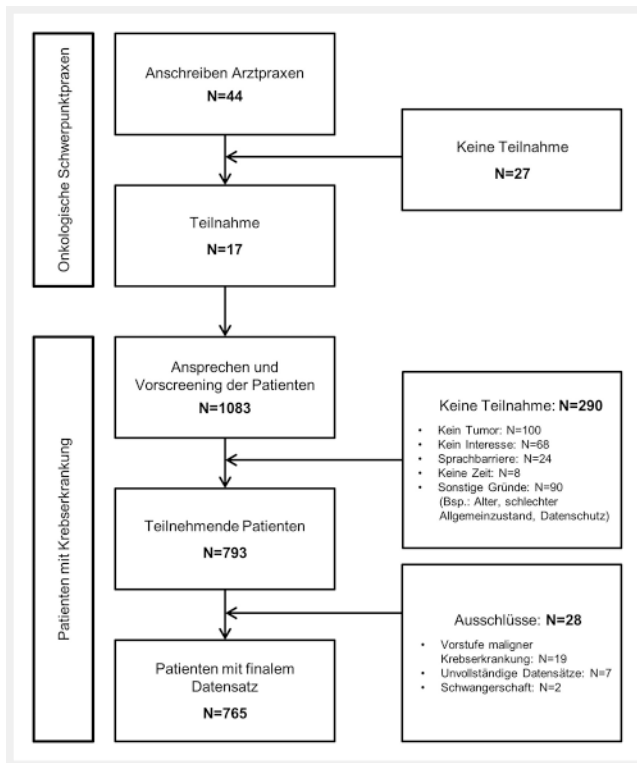 Onkologische Schwerpunktpraxen
Anschreiben Arztpraxen
N=44
Keine Teilnahme
N=27
Teilnahme
N=17
Patienten mit Krebserkrankung
Ansprechen und
Vorscreening der Patienten
N=1083
Keine Teilnahme: N=290
• Kein Tumor: N=100
• Kein Interesse: N=68
• Sprachbarriere: N=24
• Keine Zeit: N=8
• Sonstige Gründe: N=90
(Bsp.: Alter, schlechter
Allgemeinzustand, Datenschutz)
Teilnehmende Patienten
N=793
Ausschlüsse: N=28
• Vorstufe maligner
Krebserkrankung: N=19
• Unvollständige Datensätze: N=7
• Schwangerschaft: N=2
Patienten mit finalem
Datensatz
N=765